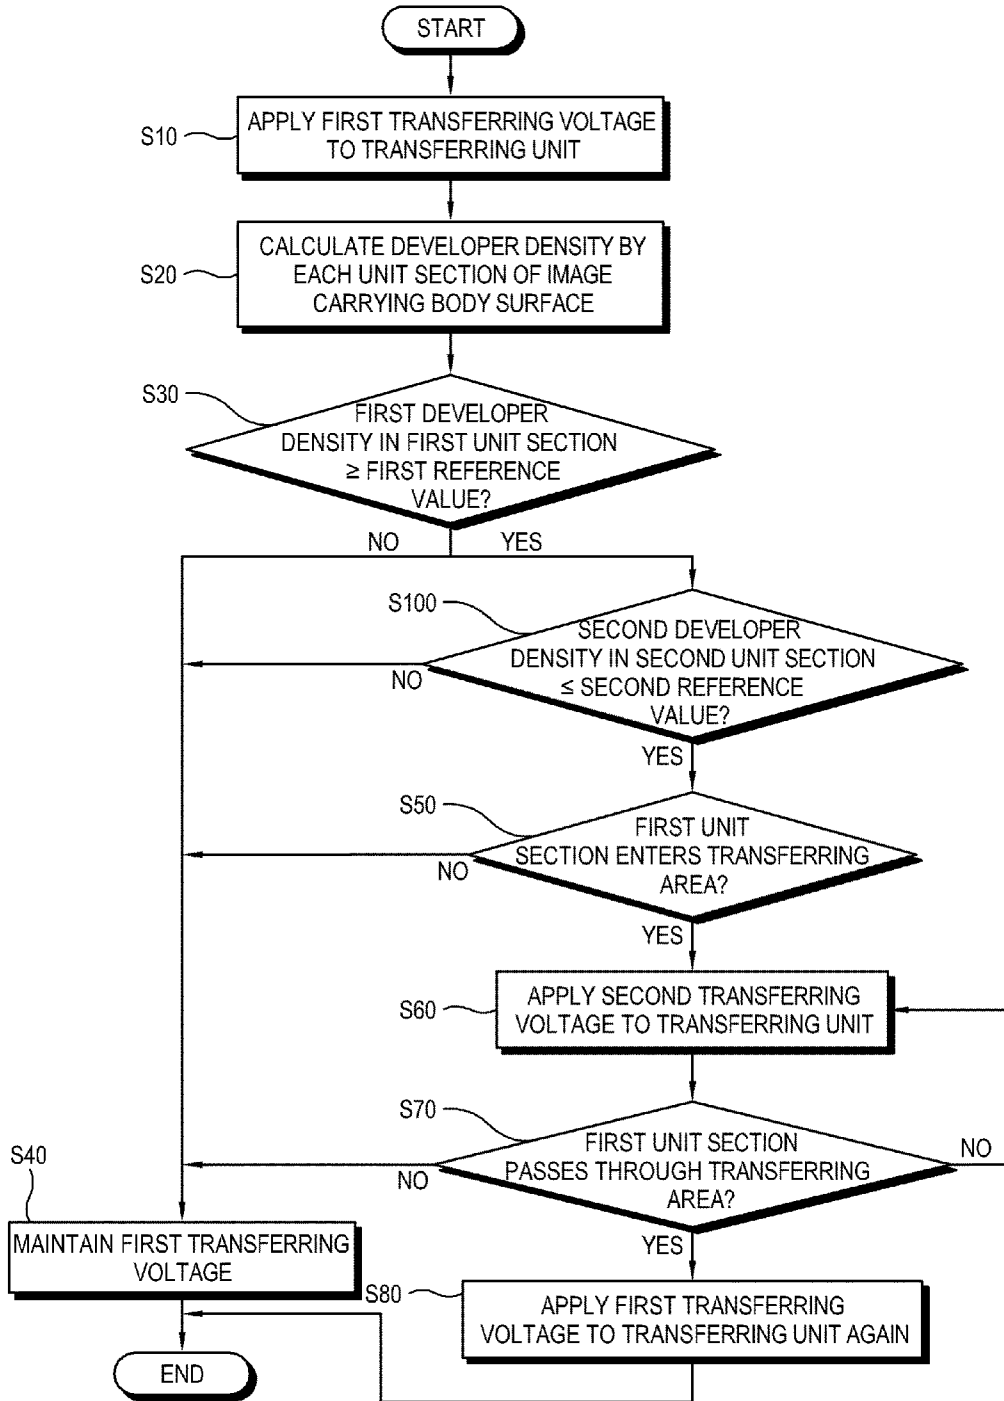 START
S10
APPLY FIRST TRANSFERRING VOLTAGE
TO TRANSFERRING UNIT
S20
CALCULATE DEVELOPER DENSITY BY
EACH UNIT SECTION OF IMAGE
CARRYING BODY SURFACE
S30
FIRST DEVELOPER
DENSITY IN FIRST UNIT SECTION
≥ FIRST REFERENCE
VALUE?
NO
YES
S100
SECOND DEVELOPER
DENSITY IN SECOND UNIT SECTION
≤ SECOND REFERENCE
VALUE?
NO
YES
S50
FIRST UNIT
SECTION ENTERS TRANSFERRING
AREA?
NO
YES
S60
APPLY SECOND TRANSFERRING
VOLTAGE TO TRANSFERRING UNIT
S70
FIRST UNIT SECTION
PASSES THROUGH TRANSFERRING
AREA?
NO
NO
YES
S40
MAINTAIN FIRST TRANSFERRING
VOLTAGE
S80
APPLY FIRST TRANSFERRING
VOLTAGE TO TRANSFERRING UNIT AGAIN
END